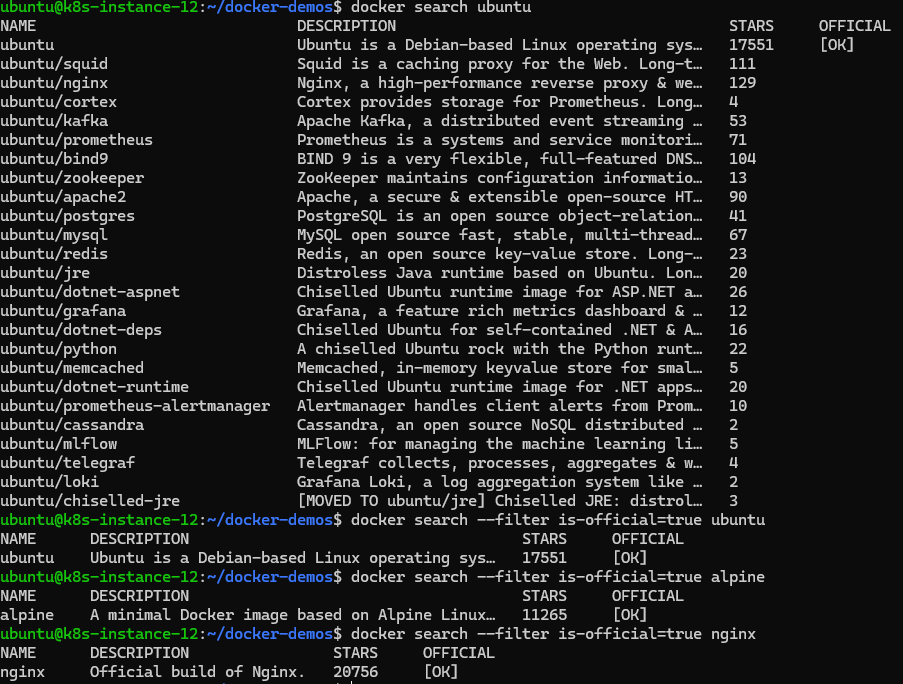 ubuntu@k8s-instance-12:~/docker-demos$ docker search ubuntu
NAME                             DESCRIPTION                                     STARS     OFFICIAL
ubuntu                           Ubuntu is a Debian-based Linux operating sys…   17551     [OK]
ubuntu/squid                     Squid is a caching proxy for the Web. Long-t…   111
ubuntu/nginx                     Nginx, a high-performance reverse proxy & we…   129
ubuntu/cortex                    Cortex provides storage for Prometheus. Long…   4
ubuntu/kafka                     Apache Kafka, a distributed event streaming …   53
ubuntu/prometheus                Prometheus is a systems and service monitori…   71
ubuntu/bind9                     BIND 9 is a very flexible, full-featured DNS…   104
ubuntu/zookeeper                 ZooKeeper maintains configuration informatio…   13
ubuntu/apache2                   Apache, a secure & extensible open-source HT…   90
ubuntu/postgres                  PostgreSQL is an open source object-relation…   41
ubuntu/mysql                     MySQL open source fast, stable, multi-thread…   67
ubuntu/redis                     Redis, an open source key-value store. Long-…   23
ubuntu/jre                       Distroless Java runtime based on Ubuntu. Lon…   20
ubuntu/dotnet-aspnet             Chiselled Ubuntu runtime image for ASP.NET a…   26
ubuntu/grafana                   Grafana, a feature rich metrics dashboard & …   12
ubuntu/dotnet-deps               Chiselled Ubuntu for self-contained .NET & A…   16
ubuntu/python                    A chiselled Ubuntu rock with the Python runt…   22
ubuntu/memcached                 Memcached, in-memory keyvalue store for smal…   5
ubuntu/dotnet-runtime            Chiselled Ubuntu runtime image for .NET apps…   20
ubuntu/prometheus-alertmanager   Alertmanager handles client alerts from Prom…   10
ubuntu/cassandra                 Cassandra, an open source NoSQL distributed …   2
ubuntu/mlflow                    MLFlow: for managing the machine learning li…   5
ubuntu/telegraf                  Telegraf collects, processes, aggregates & w…   4
ubuntu/loki                      Grafana Loki, a log aggregation system like …   2
ubuntu/chiselled-jre             [MOVED TO ubuntu/jre] Chiselled JRE: distrol…   3
ubuntu@k8s-instance-12:~/docker-demos$ docker search --filter is-official=true ubuntu
NAME      DESCRIPTION                                     STARS     OFFICIAL
ubuntu    Ubuntu is a Debian-based Linux operating sys…   17551     [OK]
ubuntu@k8s-instance-12:~/docker-demos$ docker search --filter is-official=true alpine
NAME      DESCRIPTION                                     STARS     OFFICIAL
alpine    A minimal Docker image based on Alpine Linux…   11265     [OK]
ubuntu@k8s-instance-12:~/docker-demos$ docker search --filter is-official=true nginx
NAME      DESCRIPTION                STARS     OFFICIAL
nginx     Official build of Nginx.   20756     [OK]